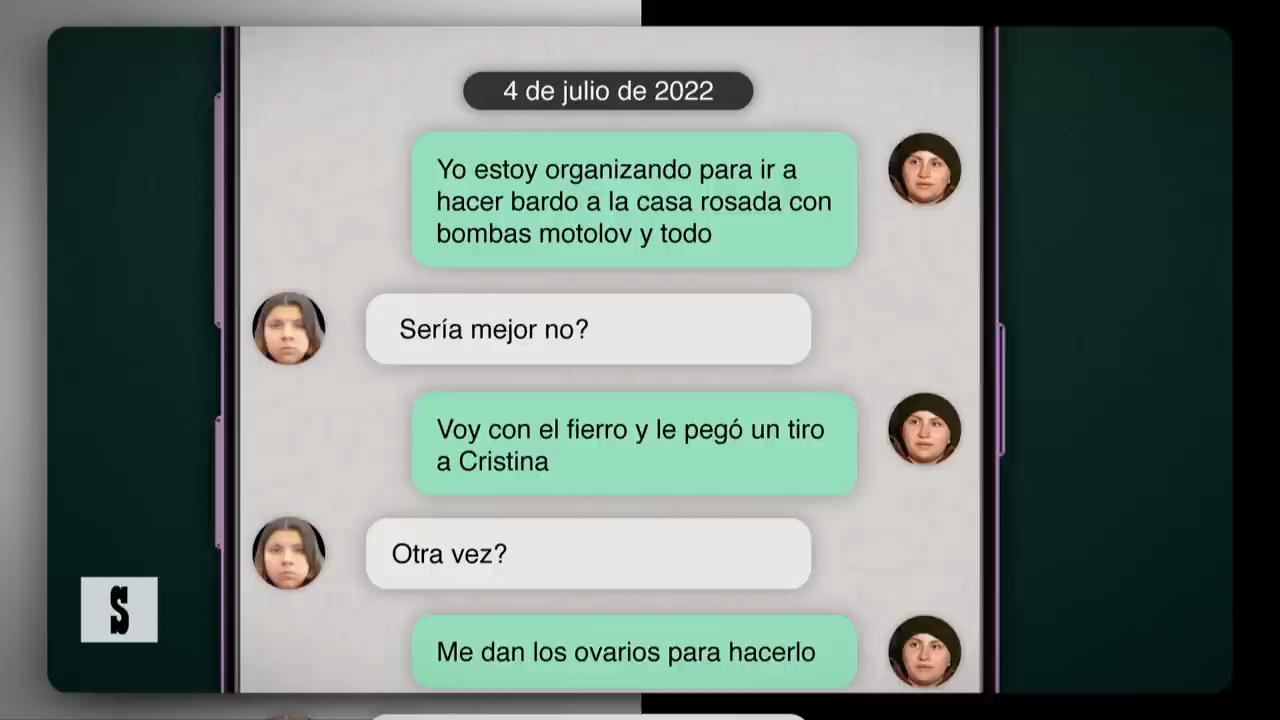 4 de julio de 2022
Yo estoy organizando para ir a
hacer bardo a la casa rosada con
bombas motolov y todo
Sería mejor no?
Voy con el fierro y le pegó un tiro
a Cristina
Otra vez?
Me dan los ovarios para hacerlo
S